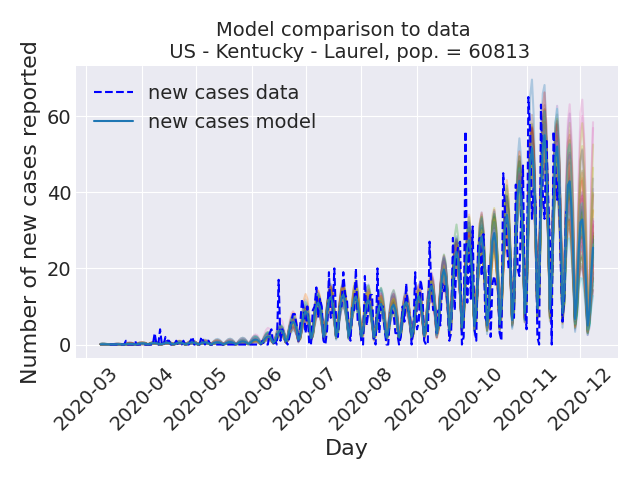 Model comparison to data
US - Kentucky - Laurel, pop. = 60813
Number of new cases reported
60
40
20
0
new cases data
new cases model
2020-03
2020-04
2020-05
2020-06
2020-07
2020-08
2020-09
2020-10
2020-11
2020-12
Day